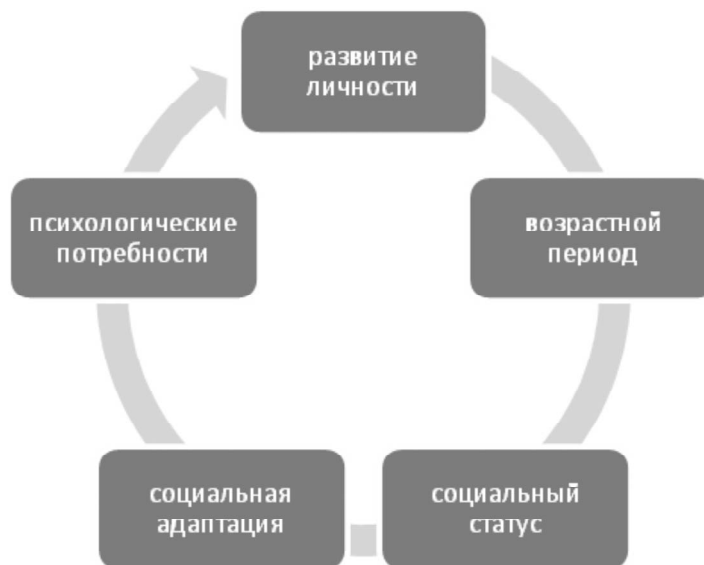 развитие
личности
возрастной
период
социальный
статус
социальная
адаптация
психологические
потребности